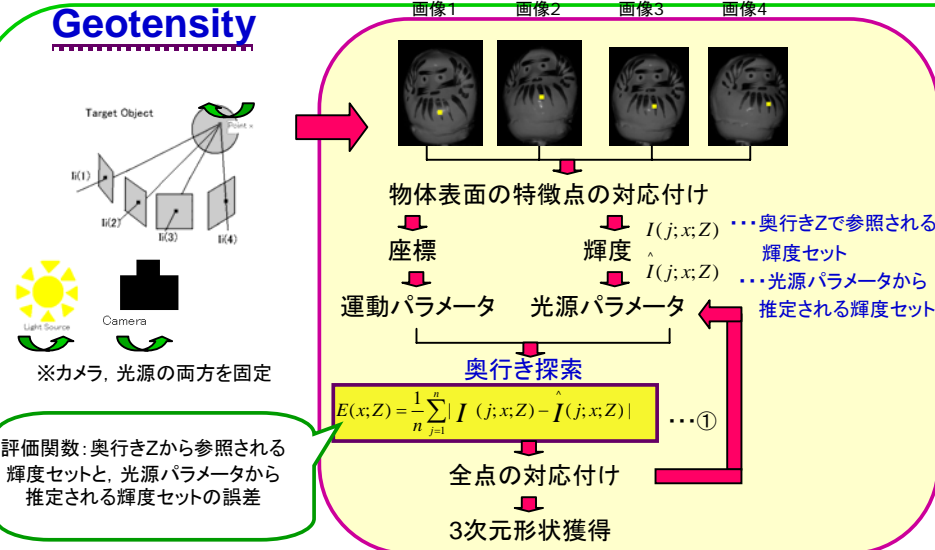 Geotensity
画像1 画像2 画像3 画像4
Target Object
Point x
Ii(1)
Ii(2)
Ii(3)
Ii(4)
Light Source
Camera
※カメラ，光源の両方を固定
物体表面の特徴点の対応付け
座標
輝度
I(j;x;Z)
Î(j;x;Z)
･･･奥行きZで参照される
輝度セット
･･･光源パラメータから
推定される輝度セット
運動パラメータ
光源パラメータ
奥行き探索
E(x;Z) = 1/n ∑_{j=1}^{n} | I (j;x;Z) − Î(j;x;Z) |
･･･①
評価関数：奥行きZから参照される
輝度セットと，光源パラメータから
推定される輝度セットの誤差
全点の対応付け
3次元形状獲得